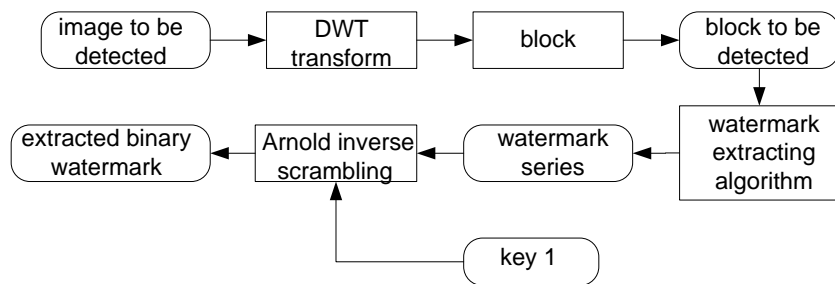 image to be
detected
DWT
transform
block
block to be
detected
watermark
extracting
algorithm
watermark
series
Arnold inverse
scrambling
extracted binary
watermark
key 1